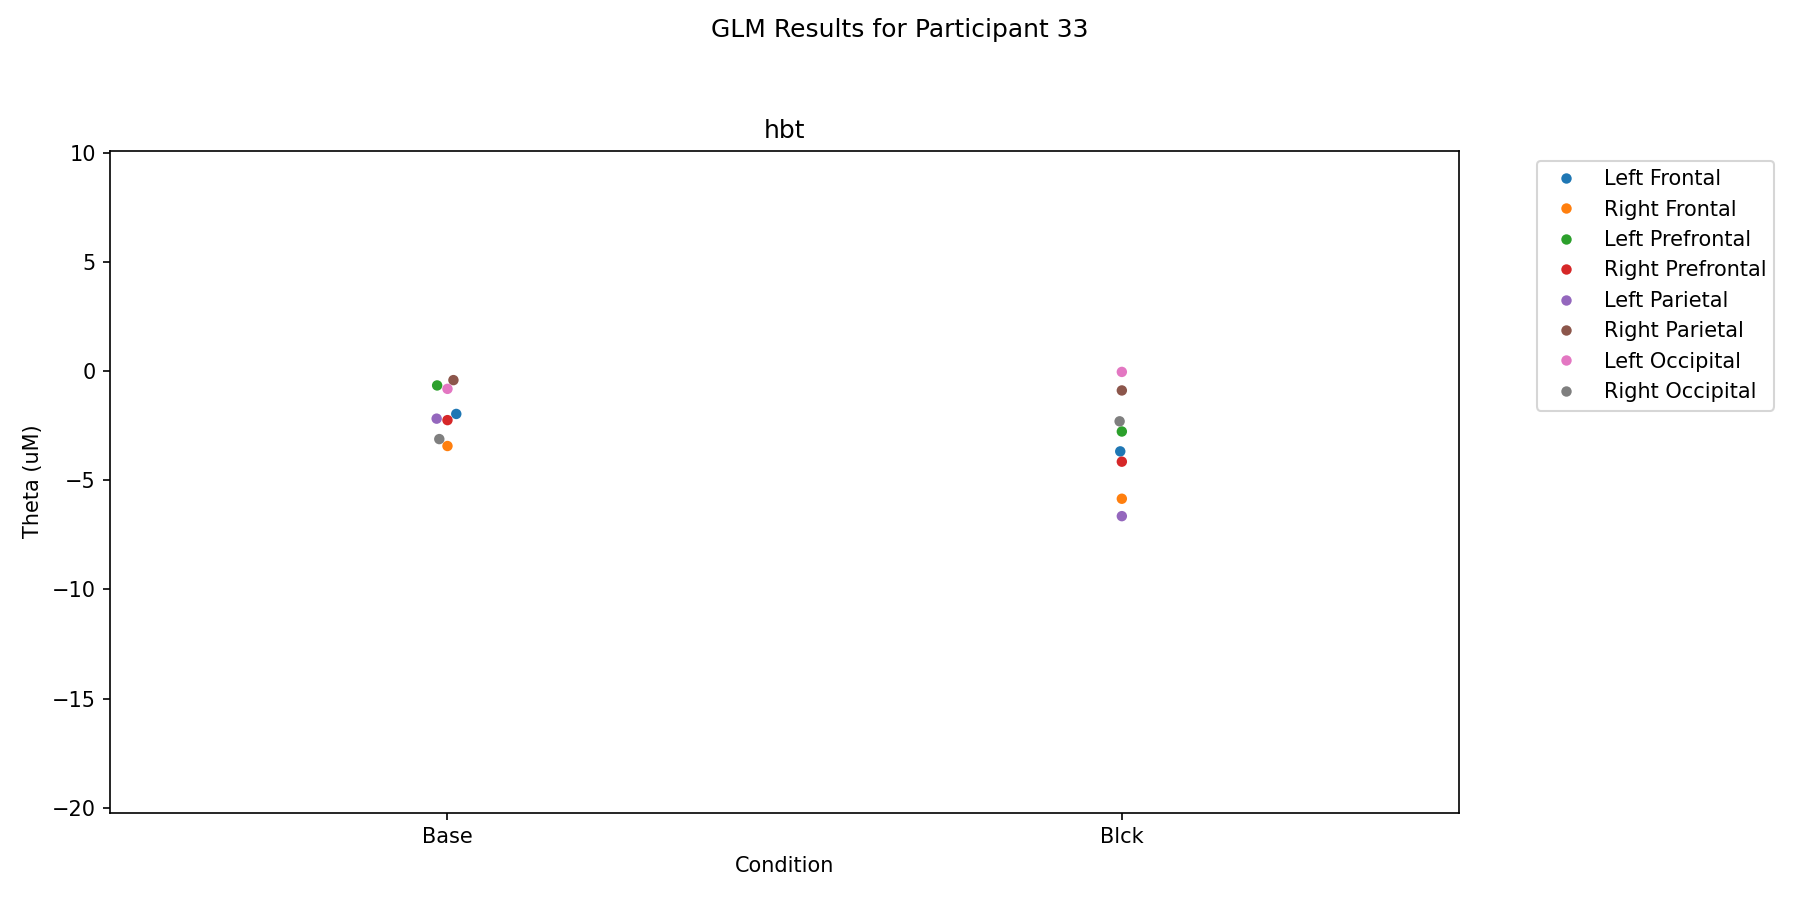 GLM Results for Participant 33
hbt
10
5
0
−5
−10
−15
−20
Theta (uM)
Base
Blck
Condition
Left Frontal
Right Frontal
Left Prefrontal
Right Prefrontal
Left Parietal
Right Parietal
Left Occipital
Right Occipital